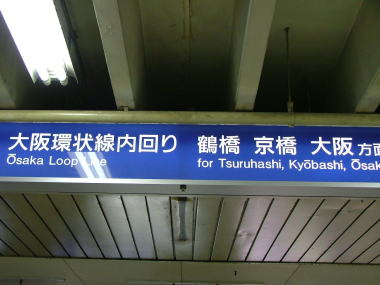 大阪環状線内回り 鶴橋 京橋 大阪 方面
Ōsaka Loop Line for Tsuruhashi, Kyōbashi, Ōsak